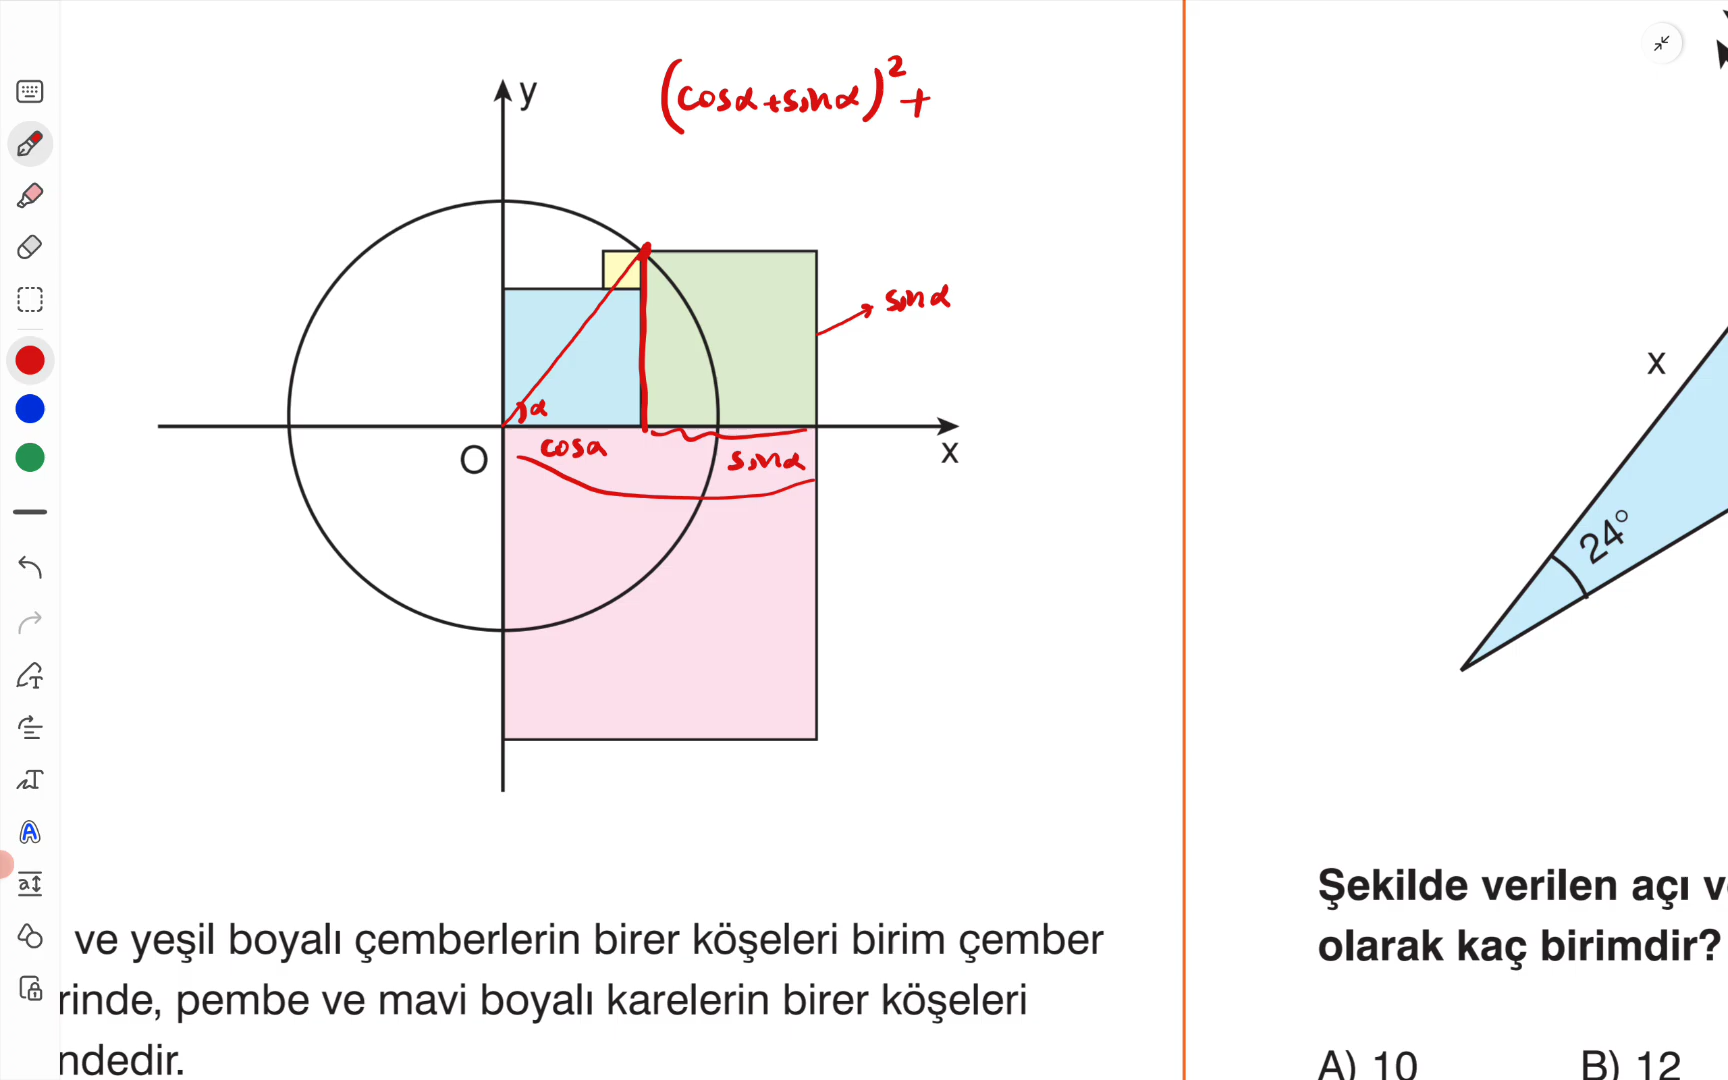 (cosα+sinα)² +
y
sinα
α
O
cosα
sinα
x
ve yeşil boyalı çemberlerin birer köşeleri birim çember
rinde, pembe ve mavi boyalı karelerin birer köşeleri
ndedir.
x
24°
Şekilde verilen açı v
olarak kaç birimdir?
A) 10 B) 12